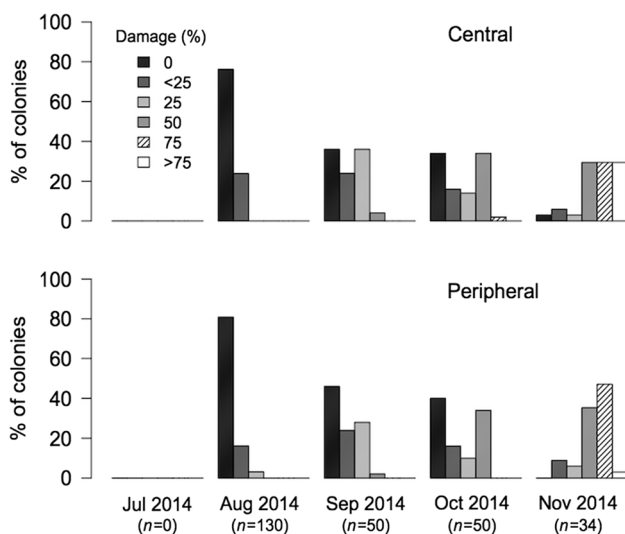 100
80
60
40
20
0
% of colonies
Damage (%)
0
<25
25
50
75
>75
Central
100
80
60
40
20
0
% of colonies
Peripheral
Jul 2014 Aug 2014 Sep 2014 Oct 2014 Nov 2014
(n=0) (n=130) (n=50) (n=50) (n=34)